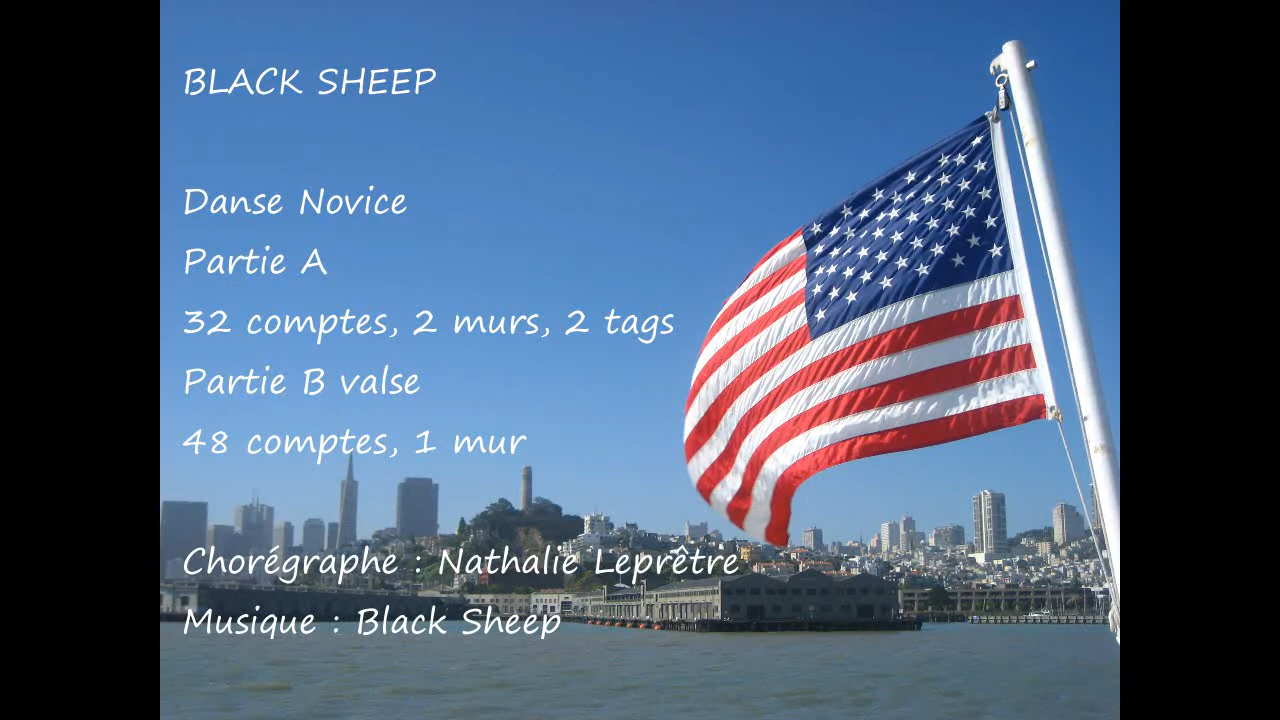 BLACK SHEEP
Danse Novice
Partie A
32 comptes, 2 murs, 2 tags
Partie B valse
48 comptes, 1 mur
Chorégraphe : Nathalie Leprêtre
Musique : Black Sheep